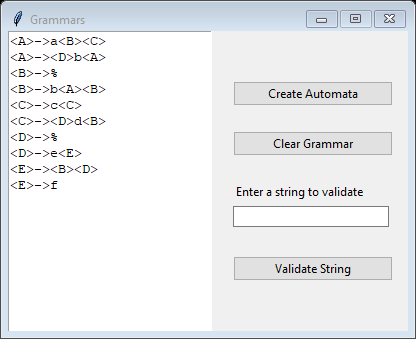 Grammars
<A>->a<B><C>
<A>-><D>b<A>
<B>->%
<B>->b<A><B>
<C>->c<C>
<C>-><D>d<B>
<D>->%
<D>->e<E>
<E>-><B><D>
<E>->f
Create Automata
Clear Grammar
Enter a string to validate
Validate String